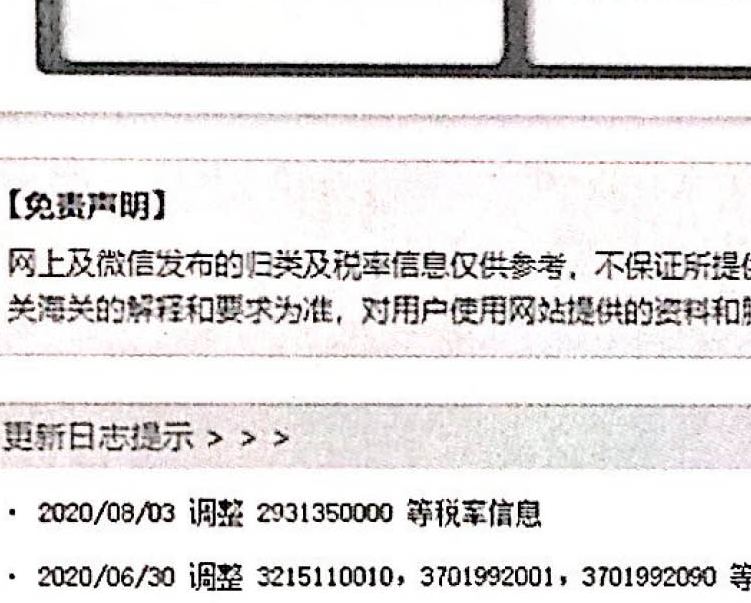 【免责声明】
网上及微信发布的归类及税率信息仅供参考，不保证所提供
关海关的解释和要求为准，对用户使用网站提供的资料和
更新日志提示 > > >
· 2020/08/03 调整 2931350000 等税率信息
· 2020/06/30 调整 3215110010，3701992001，3701992090 等